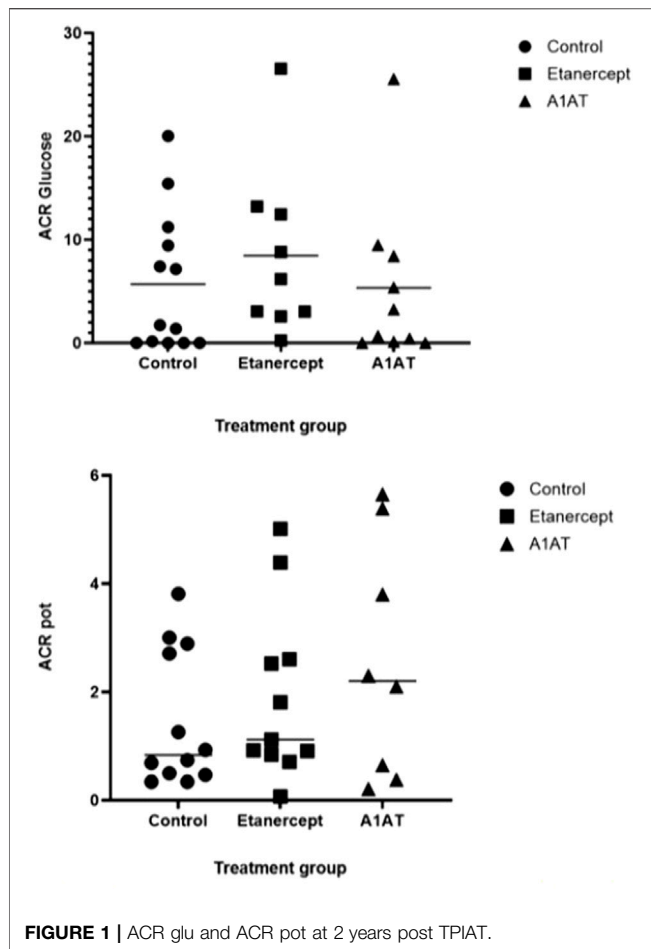 30
20
10
0
ACR Glucose
Control Etanercept A1AT
Treatment group
Control
Etanercept
A1AT
6
4
2
0
ACR pot
Control Etanercept A1AT
Treatment group
Control
Etanercept
A1AT
FIGURE 1 | ACR glu and ACR pot at 2 years post TPIAT.